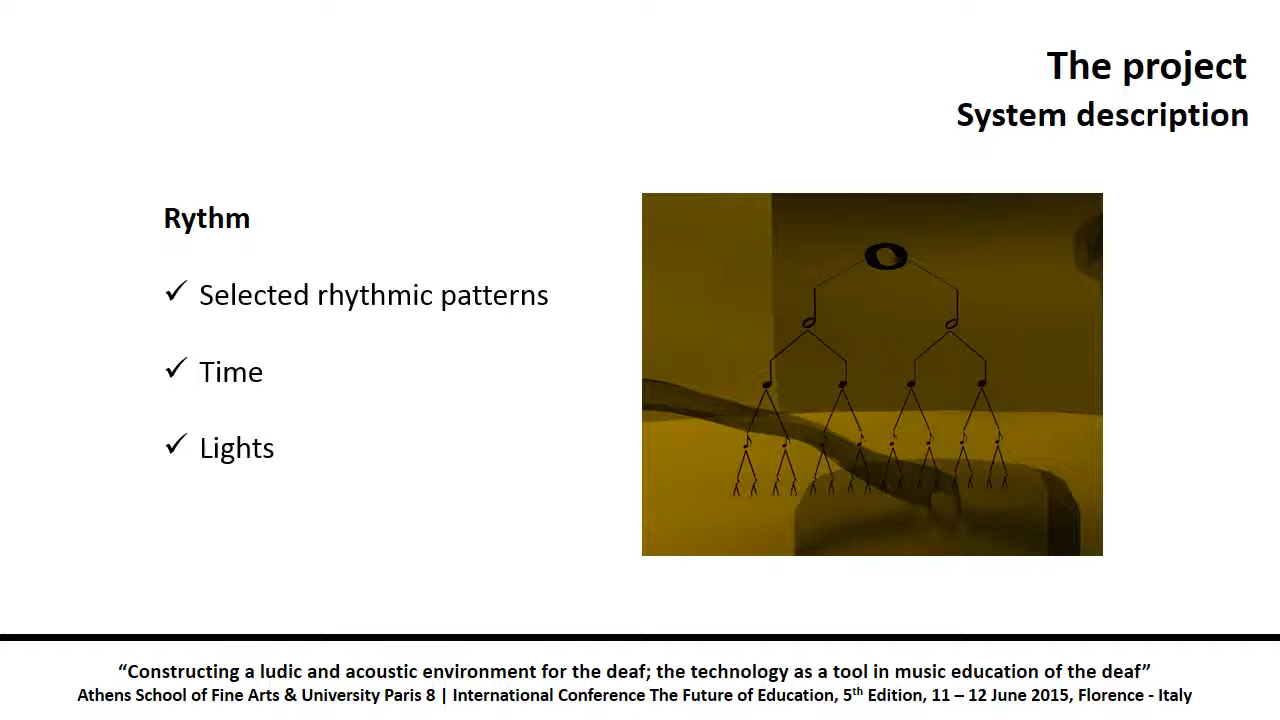 The project
System description
Rythm
✓ Selected rhythmic patterns
✓ Time
✓ Lights
“Constructing a ludic and acoustic environment for the deaf; the technology as a tool in music education of the deaf”
Athens School of Fine Arts & University Paris 8 | International Conference The Future of Education, 5th Edition, 11 – 12 June 2015, Florence - Italy